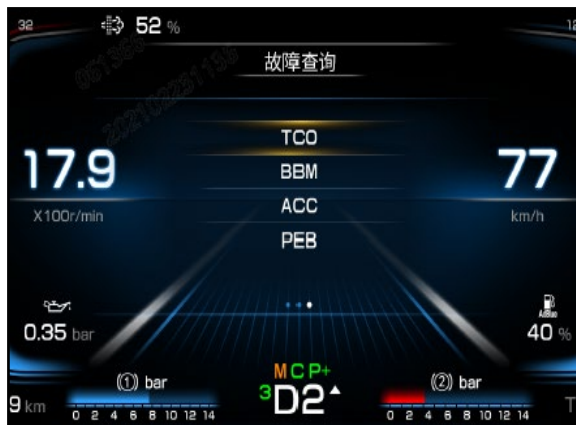 32
52 %
12
故障查询
TCO
BBM
ACC
PEB
17.9
X100r/min
77
km/h
0.35 bar
AdBlue
40 %
MCP+
(1) bar
3D2
(2) bar
9 km
0 2 4 6 8 10 12 14
0 2 4 6 8 10 12 14
T